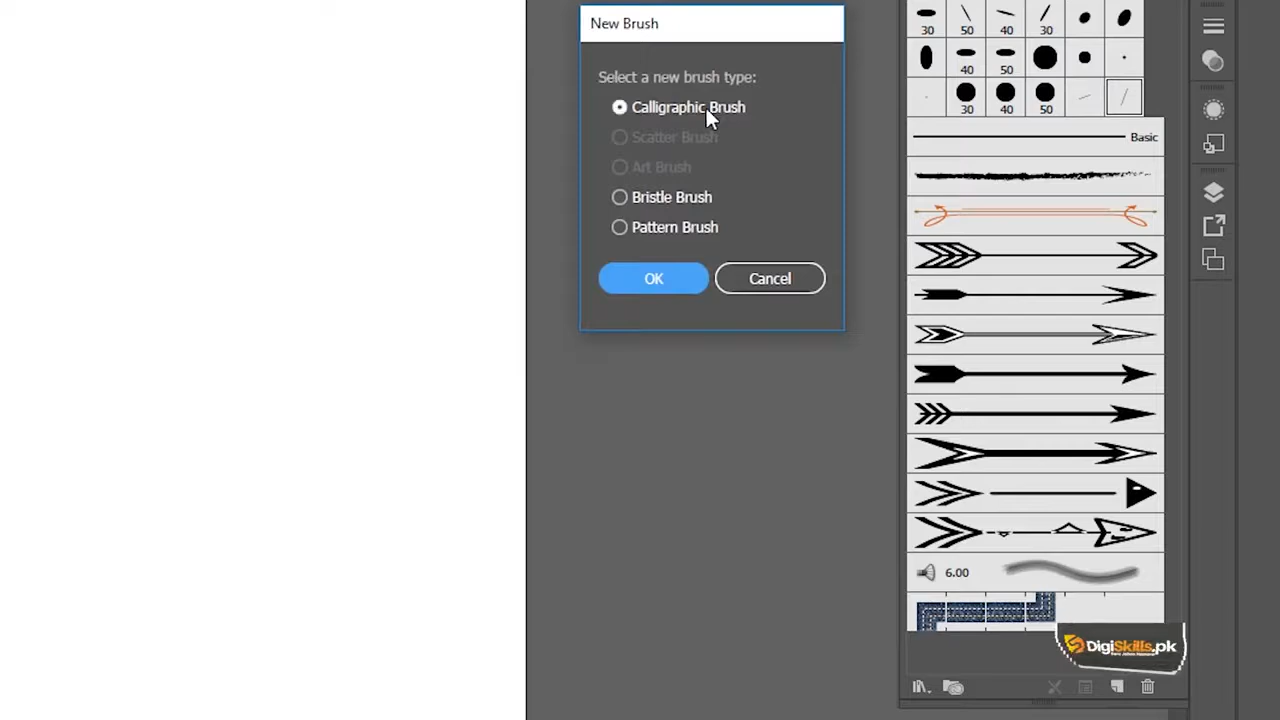 New Brush
Select a new brush type:
Calligraphic Brush
Scatter Brush
Art Brush
Bristle Brush
Pattern Brush
OK
Cancel
30 50 40 30
40 50
30 40 50
Basic
6.00
DigiSkills.pk